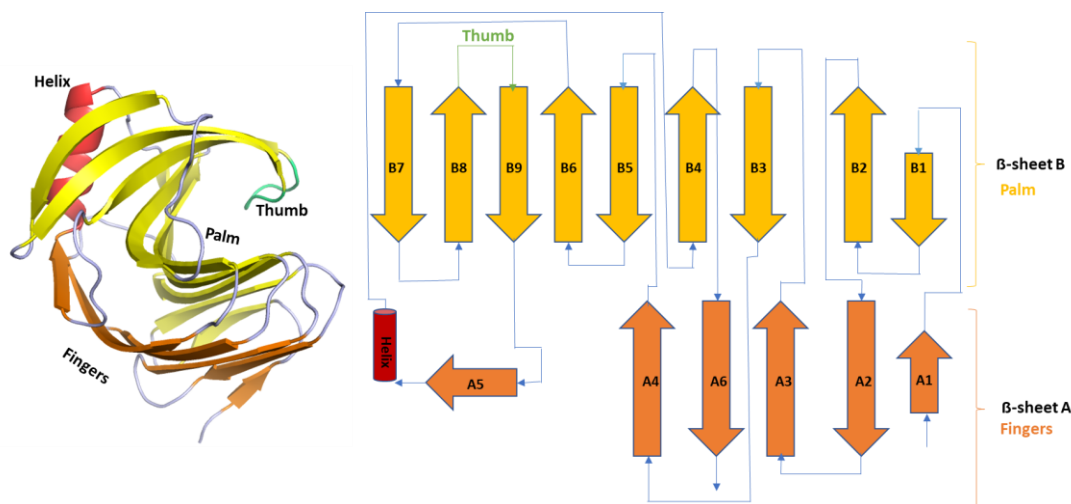 Helix
Thumb
Palm
Fingers
Thumb
B7
B8
B9
B6
B5
B4
B3
B2
B1
ß-sheet B
Palm
Helix
A5
A4
A6
A3
A2
A1
ß-sheet A
Fingers